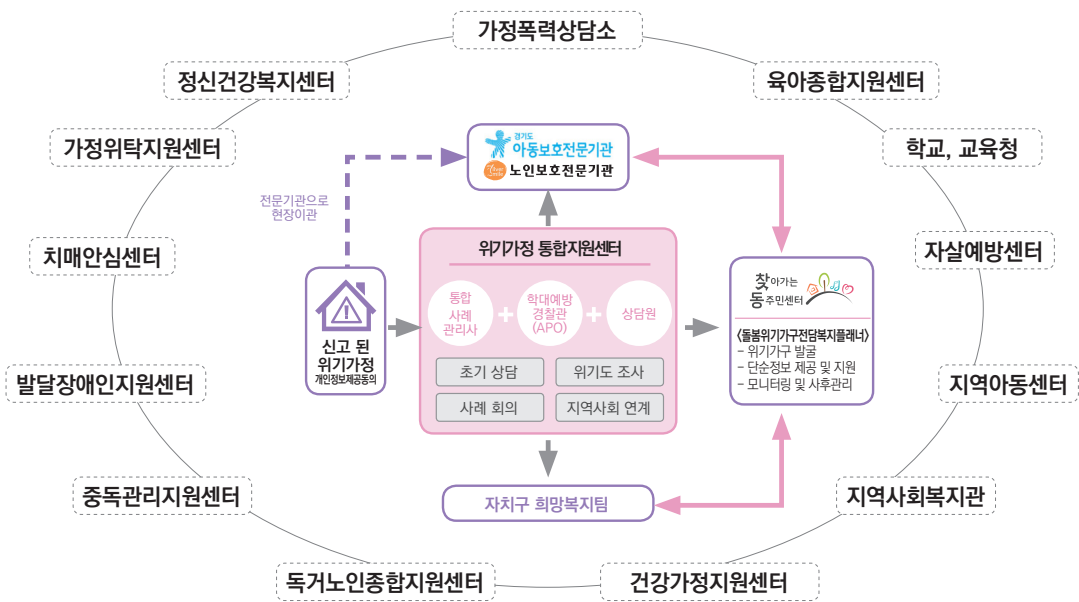 가정폭력상담소
정신건강복지센터
육아종합지원센터
가정위탁지원센터
학교, 교육청
치매안심센터
자살예방센터
발달장애인지원센터
지역아동센터
중독관리지원센터
지역사회복지관
독거노인종합지원센터
건강가정지원센터
경기도
아동보호전문기관
노인보호전문기관
전문기관으로
현장이관
신고 된
위기가정
개인정보제공동의
위기가정 통합지원센터
통합
사례
관리사
+
학대예방
경찰관
(APO)
+
상담원
초기 상담
위기도 조사
사례 회의
지역사회 연계
찾아가는
동주민센터
<돌봄위기가구전담복지플래너>
- 위기가구 발굴
- 단순정보 제공 및 지원
- 모니터링 및 사후관리
자치구 희망복지팀